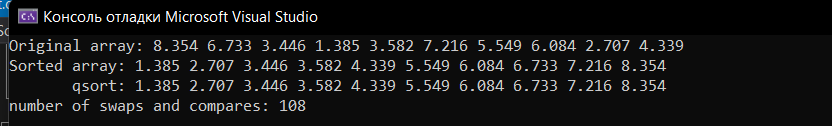 Консоль отладки Microsoft Visual Studio
Original array: 8.354 6.733 3.446 1.385 3.582 7.216 5.549 6.084 2.707 4.339
Sorted array: 1.385 2.707 3.446 3.582 4.339 5.549 6.084 6.733 7.216 8.354
qsort: 1.385 2.707 3.446 3.582 4.339 5.549 6.084 6.733 7.216 8.354
number of swaps and compares: 108